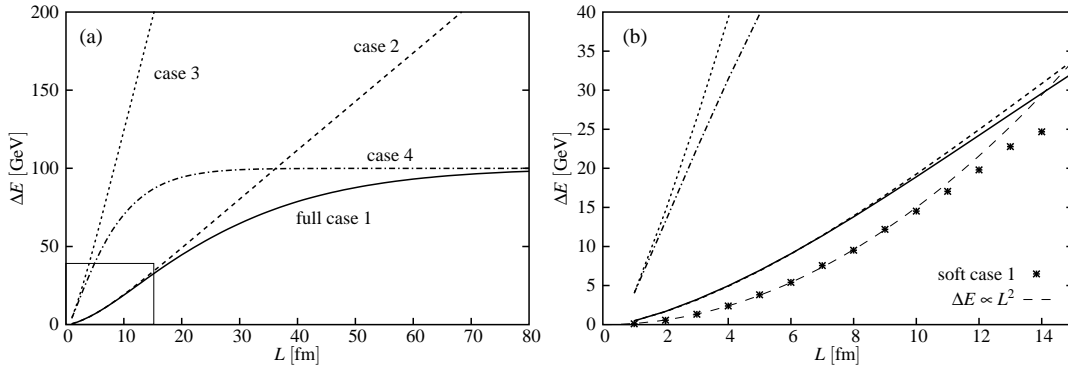 (a)
case 3
case 2
case 4
full case 1
ΔE [GeV]
200
150
100
50
0
0 10 20 30 40 50 60 70 80
L [fm]
(b)
soft case 1
ΔE ∝ L²
ΔE [GeV]
40
35
30
25
20
15
10
5
0
0 2 4 6 8 10 12 14
L [fm]